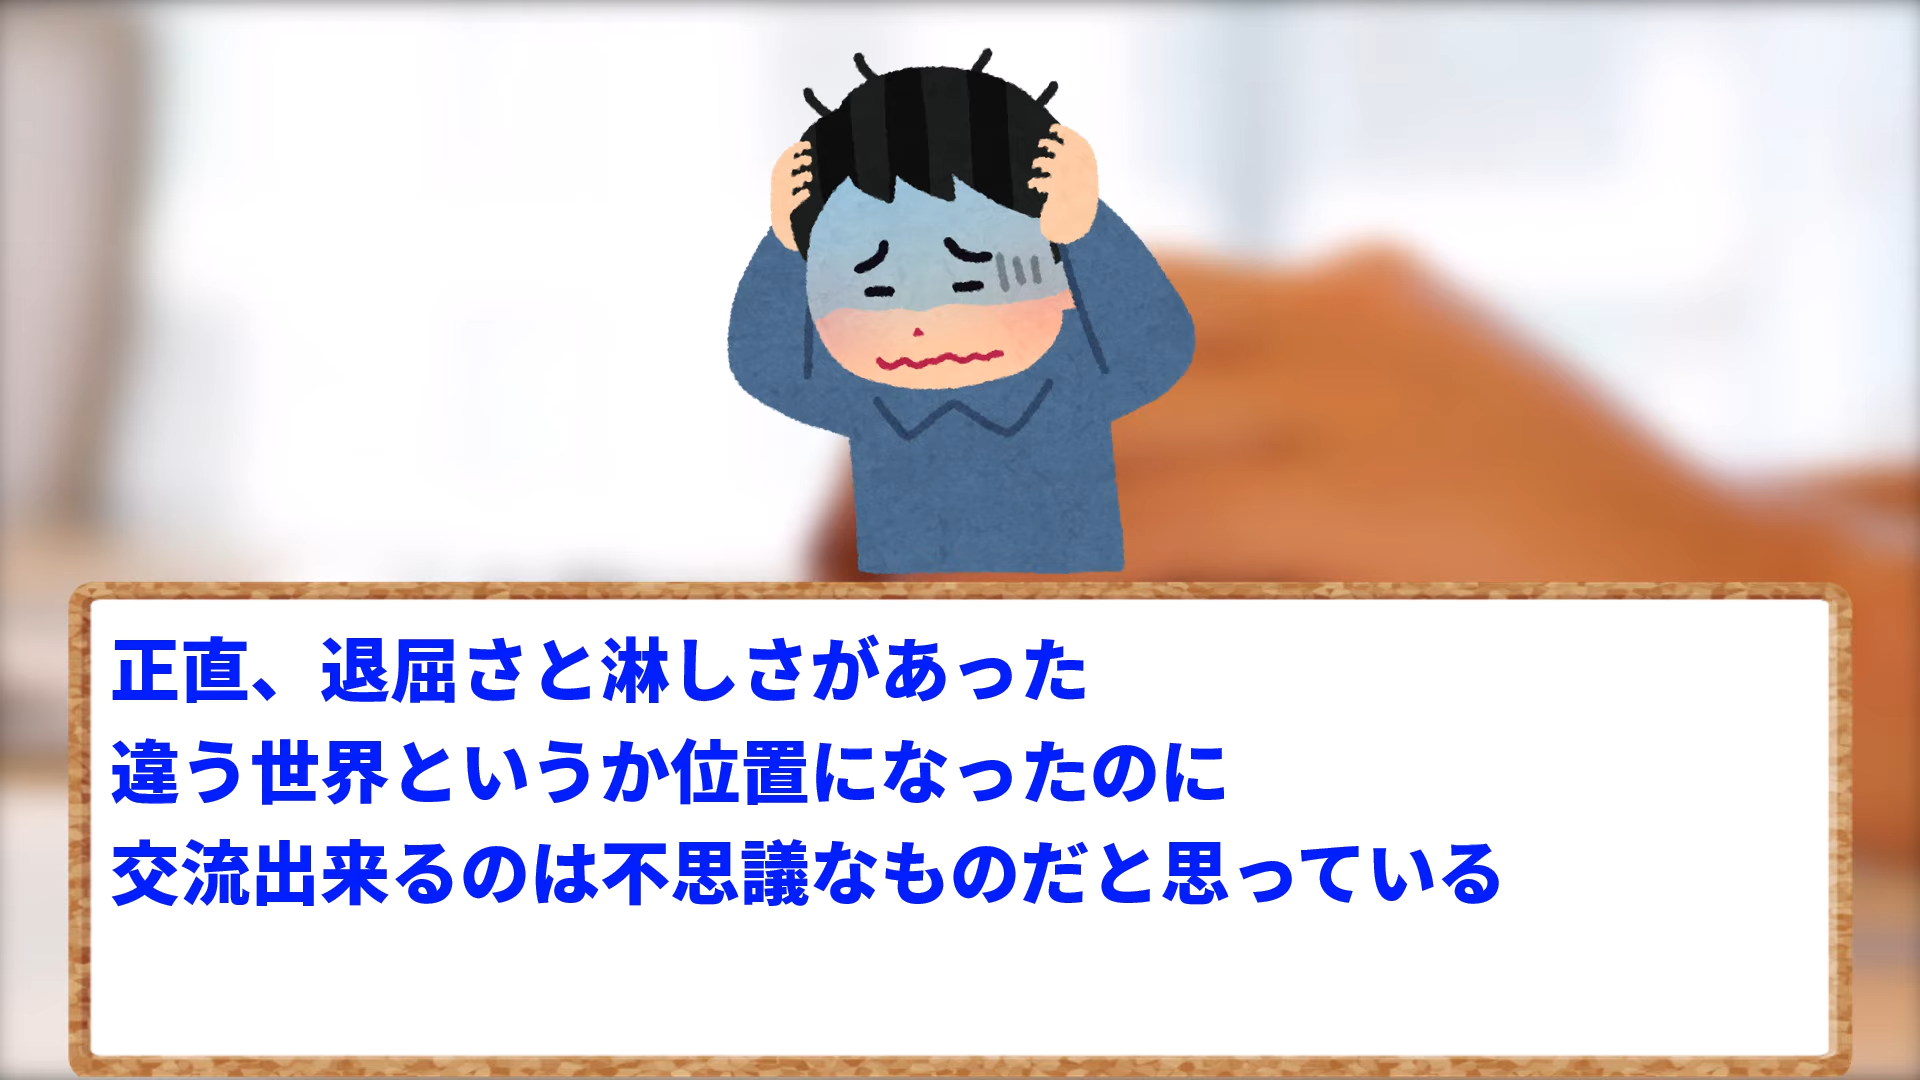 正直、退屈さと淋しさがあった
違う世界というか位置になったのに
交流出来るのは不思議なものだと思っている